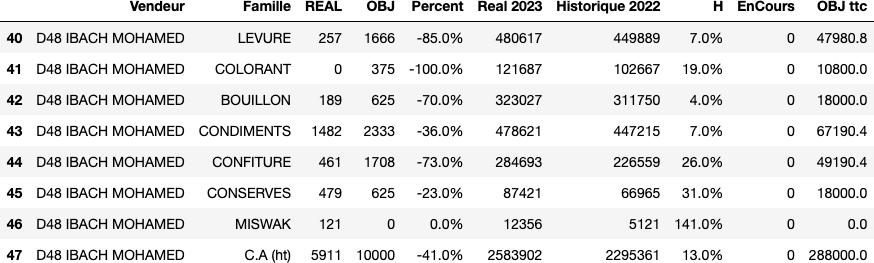 Vendeur Famille REAL OBJ Percent Real 2023 Historique 2022 H EnCours OBJ ttc
40 D48 IBACH MOHAMED LEVURE 257 1666 -85.0% 480617 449889 7.0% 0 47980.8
41 D48 IBACH MOHAMED COLORANT 0 375 -100.0% 121687 102667 19.0% 0 10800.0
42 D48 IBACH MOHAMED BOUILLON 189 625 -70.0% 323027 311750 4.0% 0 18000.0
43 D48 IBACH MOHAMED CONDIMENTS 1482 2333 -36.0% 478621 447215 7.0% 0 67190.4
44 D48 IBACH MOHAMED CONFITURE 461 1708 -73.0% 284693 226559 26.0% 0 49190.4
45 D48 IBACH MOHAMED CONSERVES 479 625 -23.0% 87421 66965 31.0% 0 18000.0
46 D48 IBACH MOHAMED MISWAK 121 0 0.0% 12356 5121 141.0% 0 0.0
47 D48 IBACH MOHAMED C.A (ht) 5911 10000 -41.0% 2583902 2295361 13.0% 0 288000.0